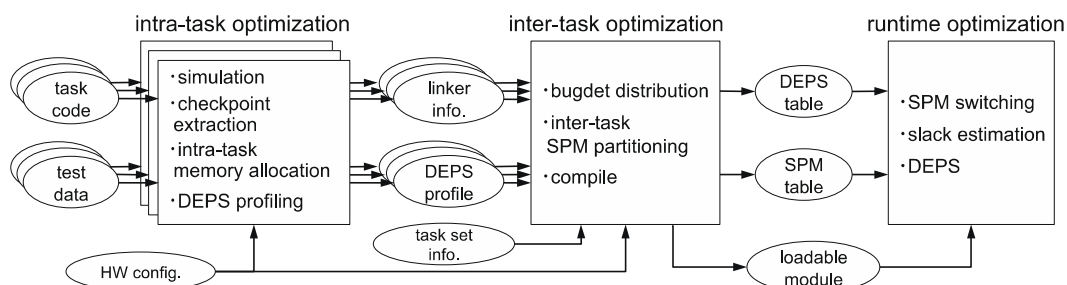 intra-task optimization
inter-task optimization
runtime optimization
task
code
test
data
・simulation
・checkpoint
extraction
・intra-task
memory allocation
・DEPS profiling
linker
info.
DEPS
profile
・bugdet distribution
・inter-task
SPM partitioning
・compile
DEPS
table
SPM
table
・SPM switching
・slack estimation
・DEPS
task set
info.
HW config.
loadable
module